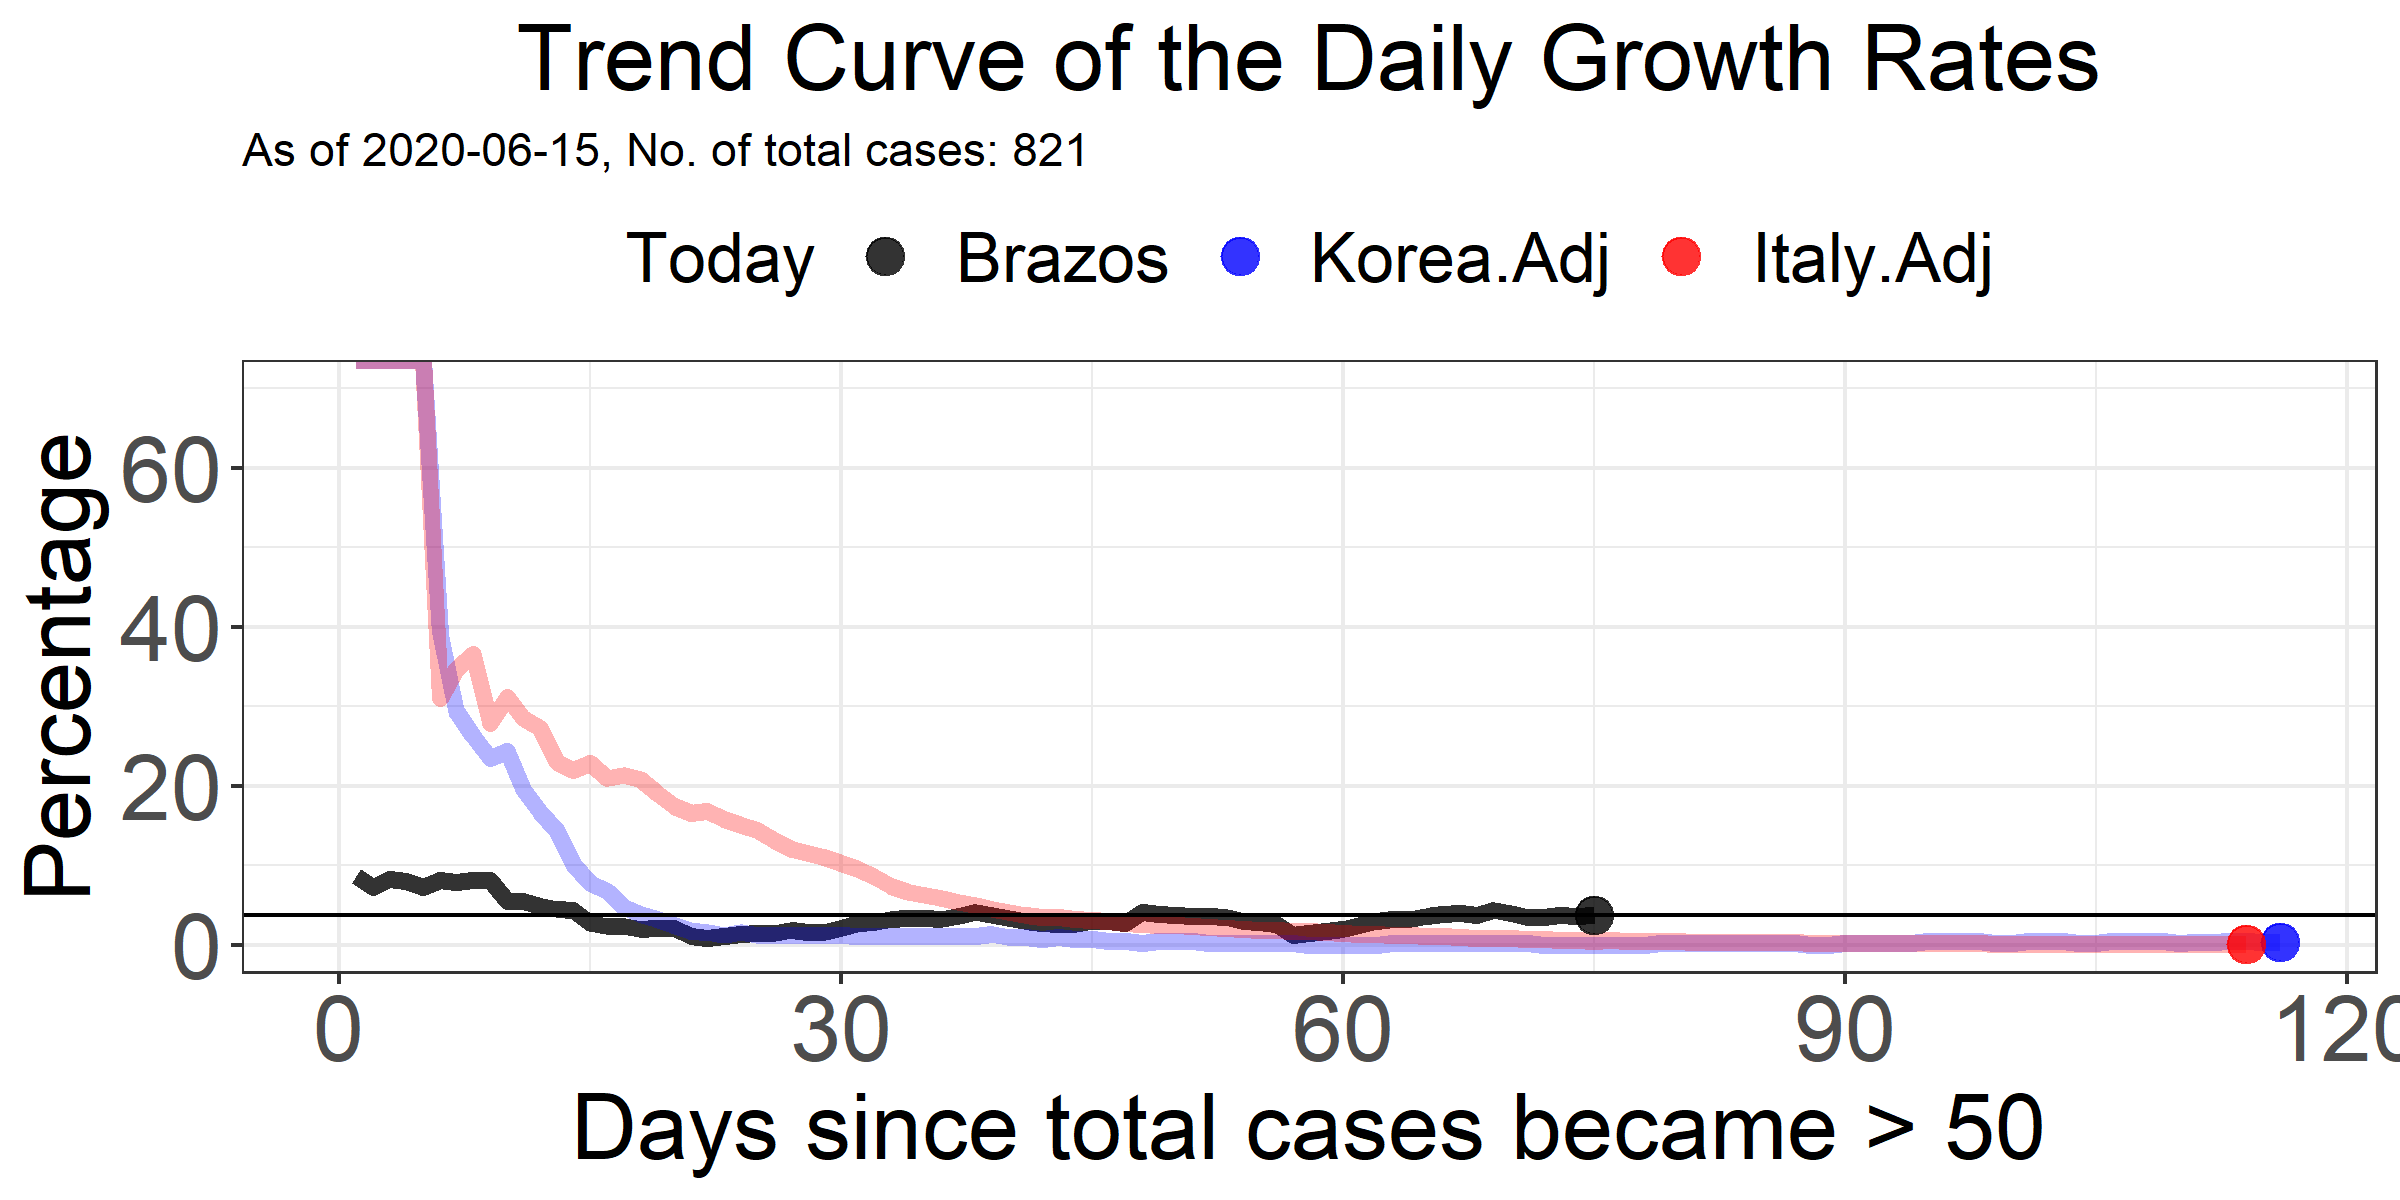 Trend Curve of the Daily Growth Rates
As of 2020-06-15, No. of total cases: 821
Today Brazos Korea.Adj Italy.Adj
Percentage
60
40
20
0
0 30 60 90 120
Days since total cases became > 50